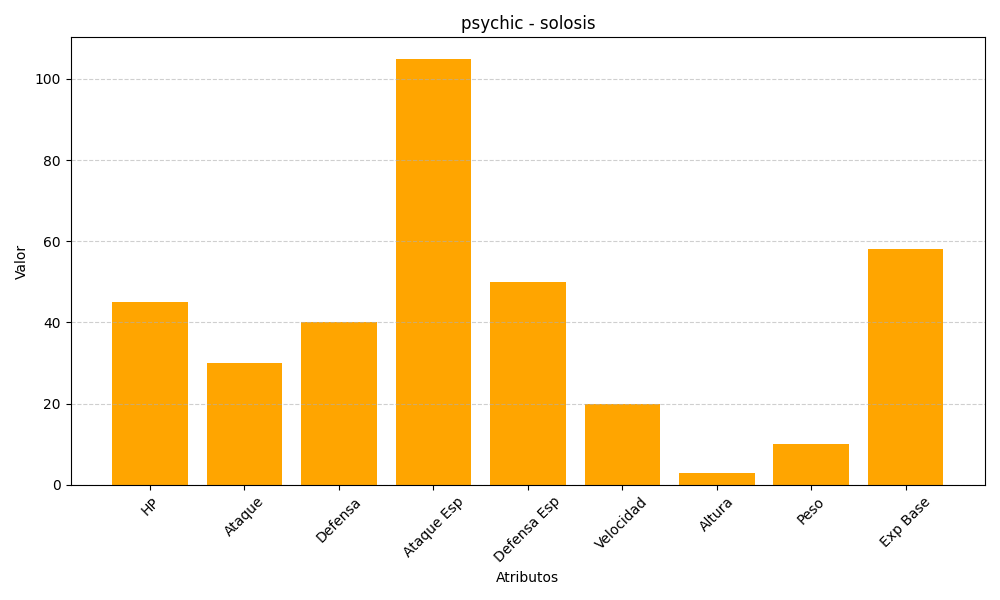 psychic - solosis
Valor
100
80
60
40
20
0
HP
Ataque
Defensa
Ataque Esp
Defensa Esp
Velocidad
Altura
Peso
Exp Base
Atributos